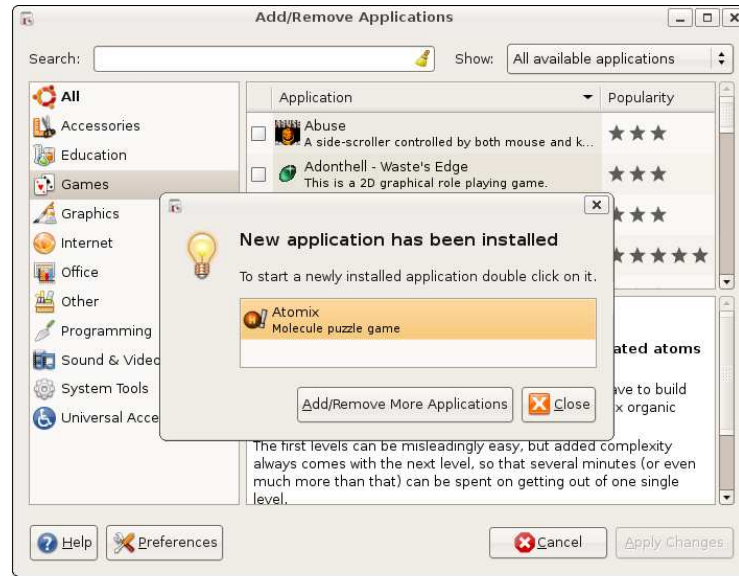 Add/Remove Applications
Search:
Show: All available applications
All
Accessories
Education
Games
Graphics
Internet
Office
Other
Programming
Sound & Video
System Tools
Universal Acce
Application Popularity
Abuse
A side-scroller controlled by both mouse and k...
Adonthell - Waste's Edge
This is a 2D graphical role playing game.
New application has been installed
To start a newly installed application double click on it.
Atomix
Molecule puzzle game
Add/Remove More Applications
Close
ated atoms
ve to build
x organic
The first levels can be misleadingly easy, but added complexity
always comes with the next level, so that several minutes (or even
much more than that) can be spent on getting out of one single
level.
Help
Preferences
Cancel
Apply Changes